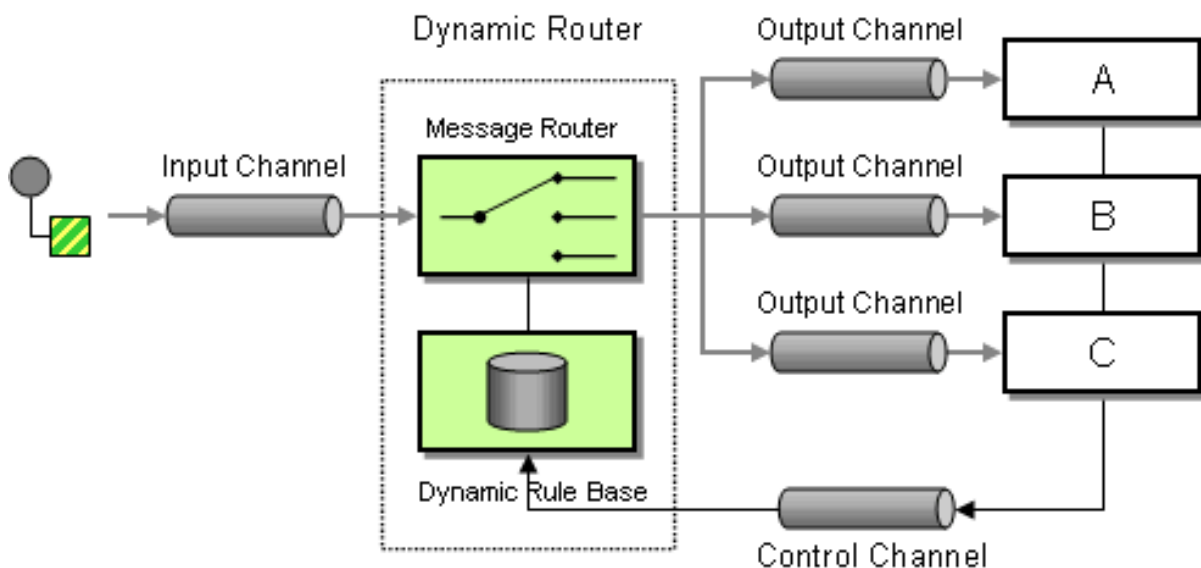 Dynamic Router
Output Channel
A
Message Router
Input Channel
Output Channel
B
Output Channel
C
Dynamic Rule Base
Control Channel